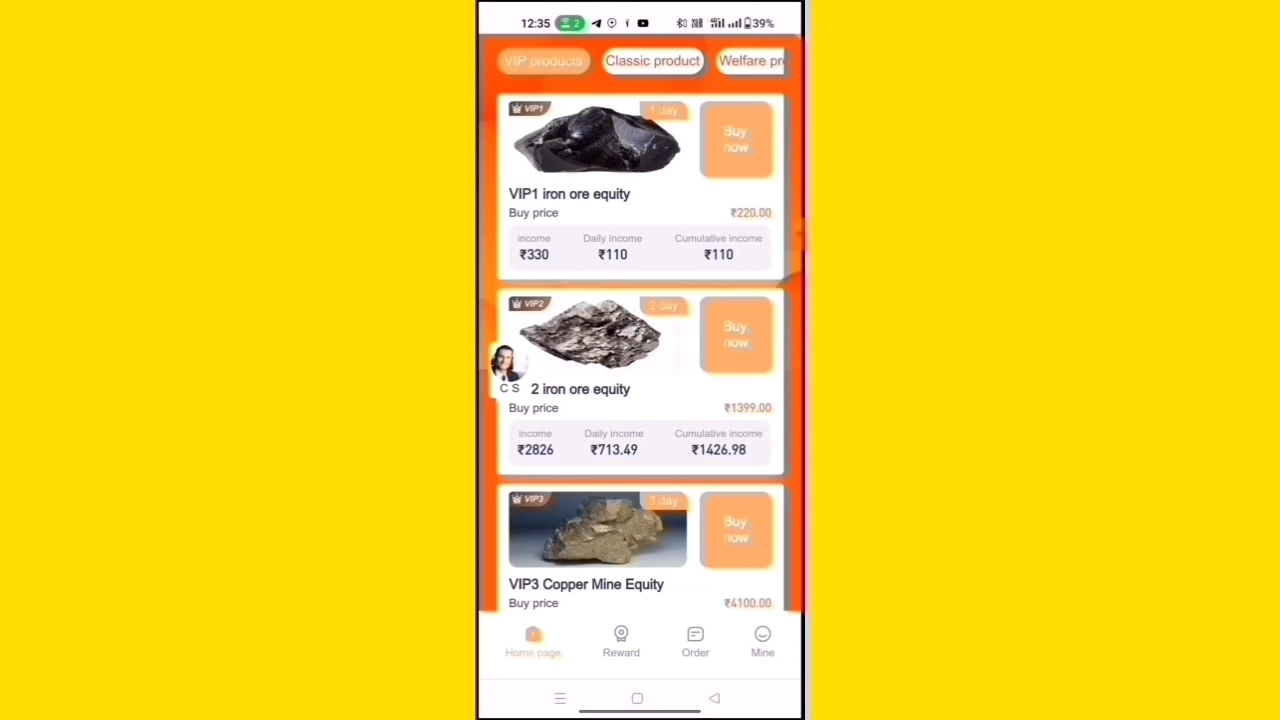 12:35 2 39%
VIP products Classic product Welfare pr
VIP1 1 day
Buy now
VIP1 iron ore equity
Buy price ₹220.00
income Daily income Cumulative income
₹330 ₹110 ₹110
VIP2 2 day
Buy now
C S 2 iron ore equity
Buy price ₹1399.00
income Daily income Cumulative income
₹2826 ₹713.49 ₹1426.98
VIP3 3 day
Buy now
VIP3 Copper Mine Equity
Buy price ₹4100.00
Home page Reward Order Mine